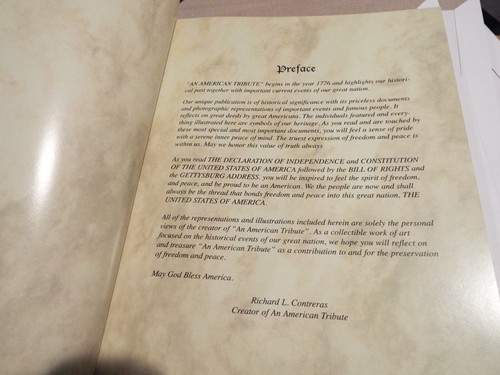 Preface
"AN AMERICAN TRIBUTE" begins in the year 1776 and highlights our histori-
cal past together with important current events of our great nation.
Our unique publication is of historical significance with its priceless documents
and photographic representations of important events and famous people. It
reflects on great deeds by great Americans. The individuals featured and every-
thing illustrated here are symbols of our heritage. As you read and are touched by
these most special and most important documents, you will feel a sense of pride
with a serene inner peace of mind. The truest expression of freedom and peace is
within us. May we honor this value of truth always.
As you read THE DECLARATION OF INDEPENDENCE and CONSTITUTION
OF THE UNITED STATES OF AMERICA followed by the BILL OF RIGHTS and
the GETTYSBURG ADDRESS, you will be inspired to feel the spirit of freedom,
and peace, and be proud to be an American. We the people are now and shall
always be the thread that bonds freedom and peace into this great nation, THE
UNITED STATES OF AMERICA.
All of the representations and illustrations included herein are solely the personal
views of the creator of "An American Tribute". As a collectible work of art
focused on the historical events of our great nation, we hope you will reflect on
and treasure "An American Tribute" as a contribution to and for the preservation
of freedom and peace.
May God Bless America.
Richard L. Contreras
Creator of An American Tribute